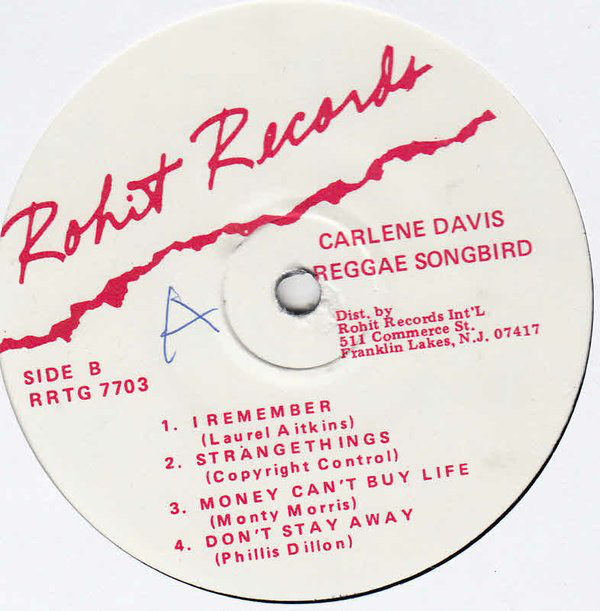 Rohit Records
CARLENE DAVIS
REGGAE SONGBIRD
Dist. by
Rohit Records Int'L
511 Commerce St.
Franklin Lakes, N.J. 07417
A
SIDE B
RRTG 7703
1. I REMEMBER
(Laurel Aitkins)
2. STRANGETHINGS
(Copyright Control)
3. MONEY CAN'T BUY LIFE
(Monty Morris)
4. DON'T STAY AWAY
(Phillis Dillon)